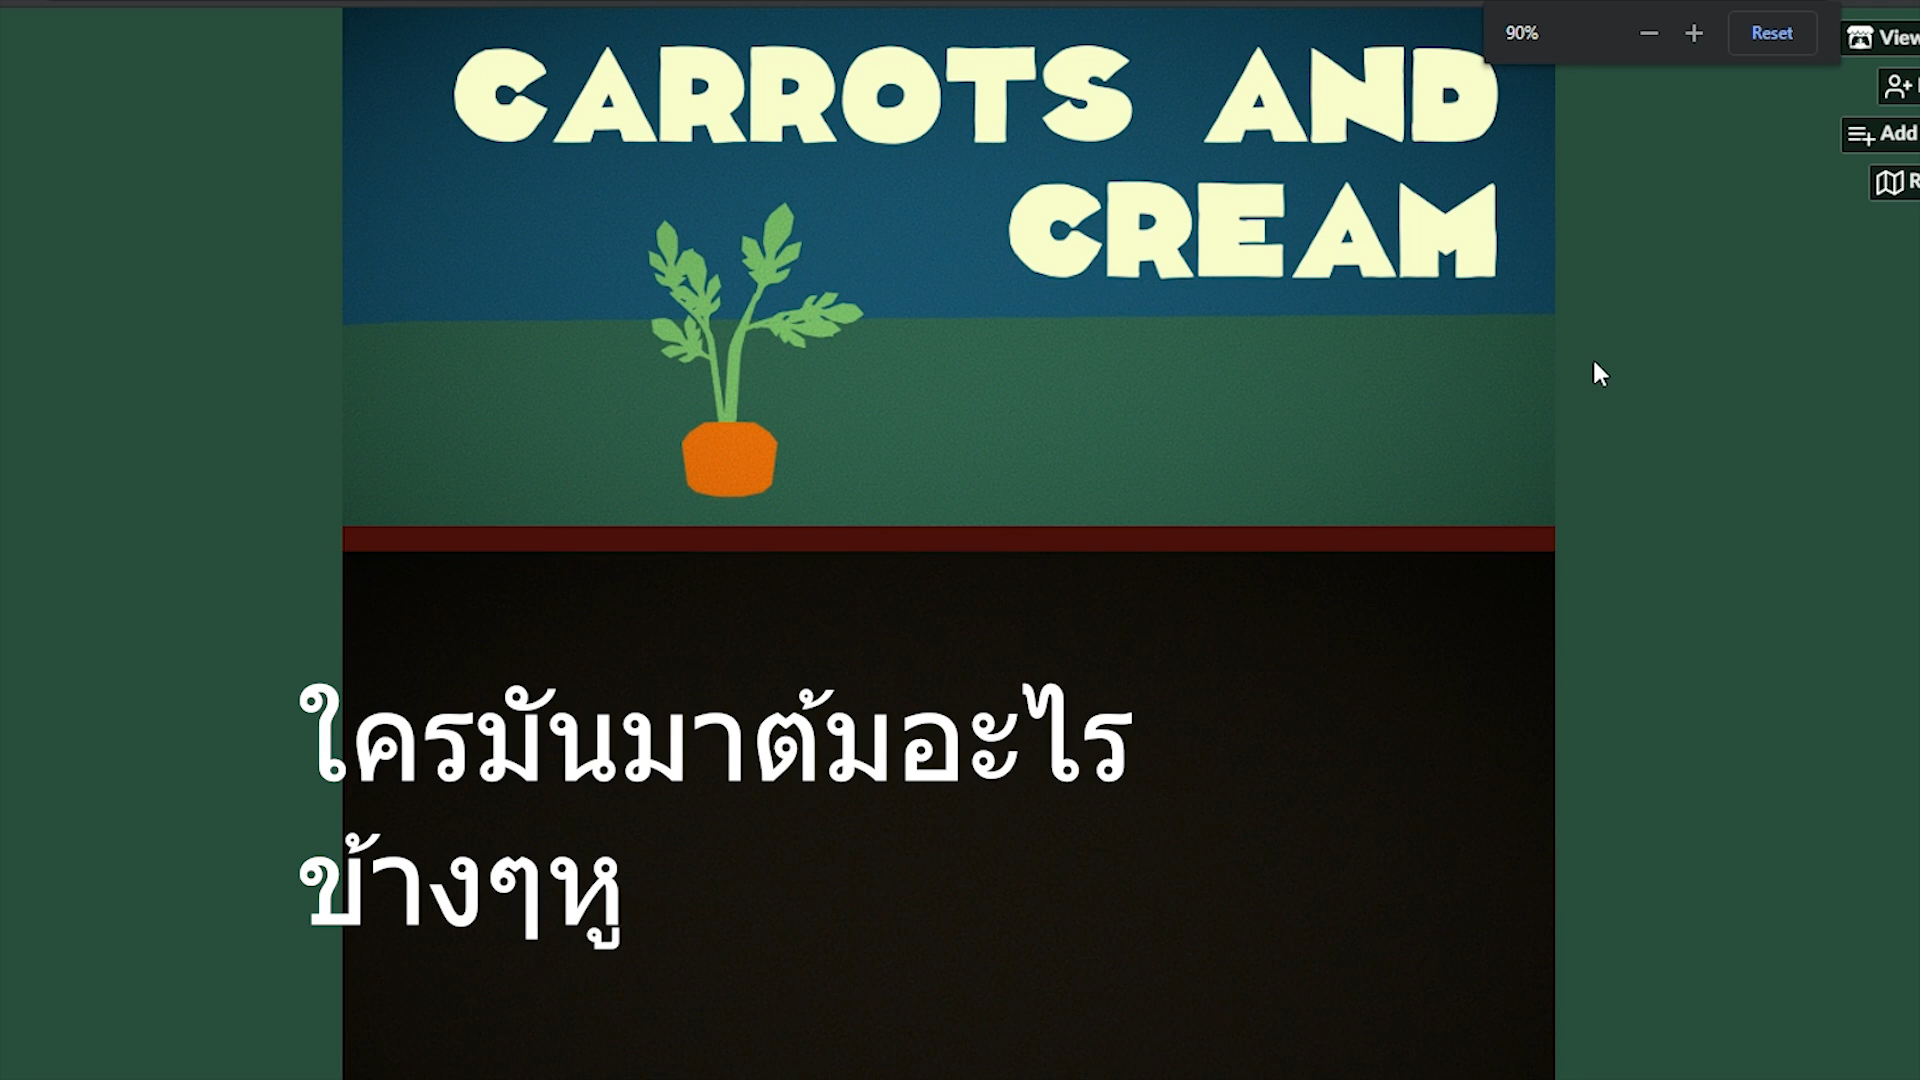 90%
Reset
CARROTS AND
CREAM
View
Add
ใครมันมาต้มอะไร
ข้างๆหู